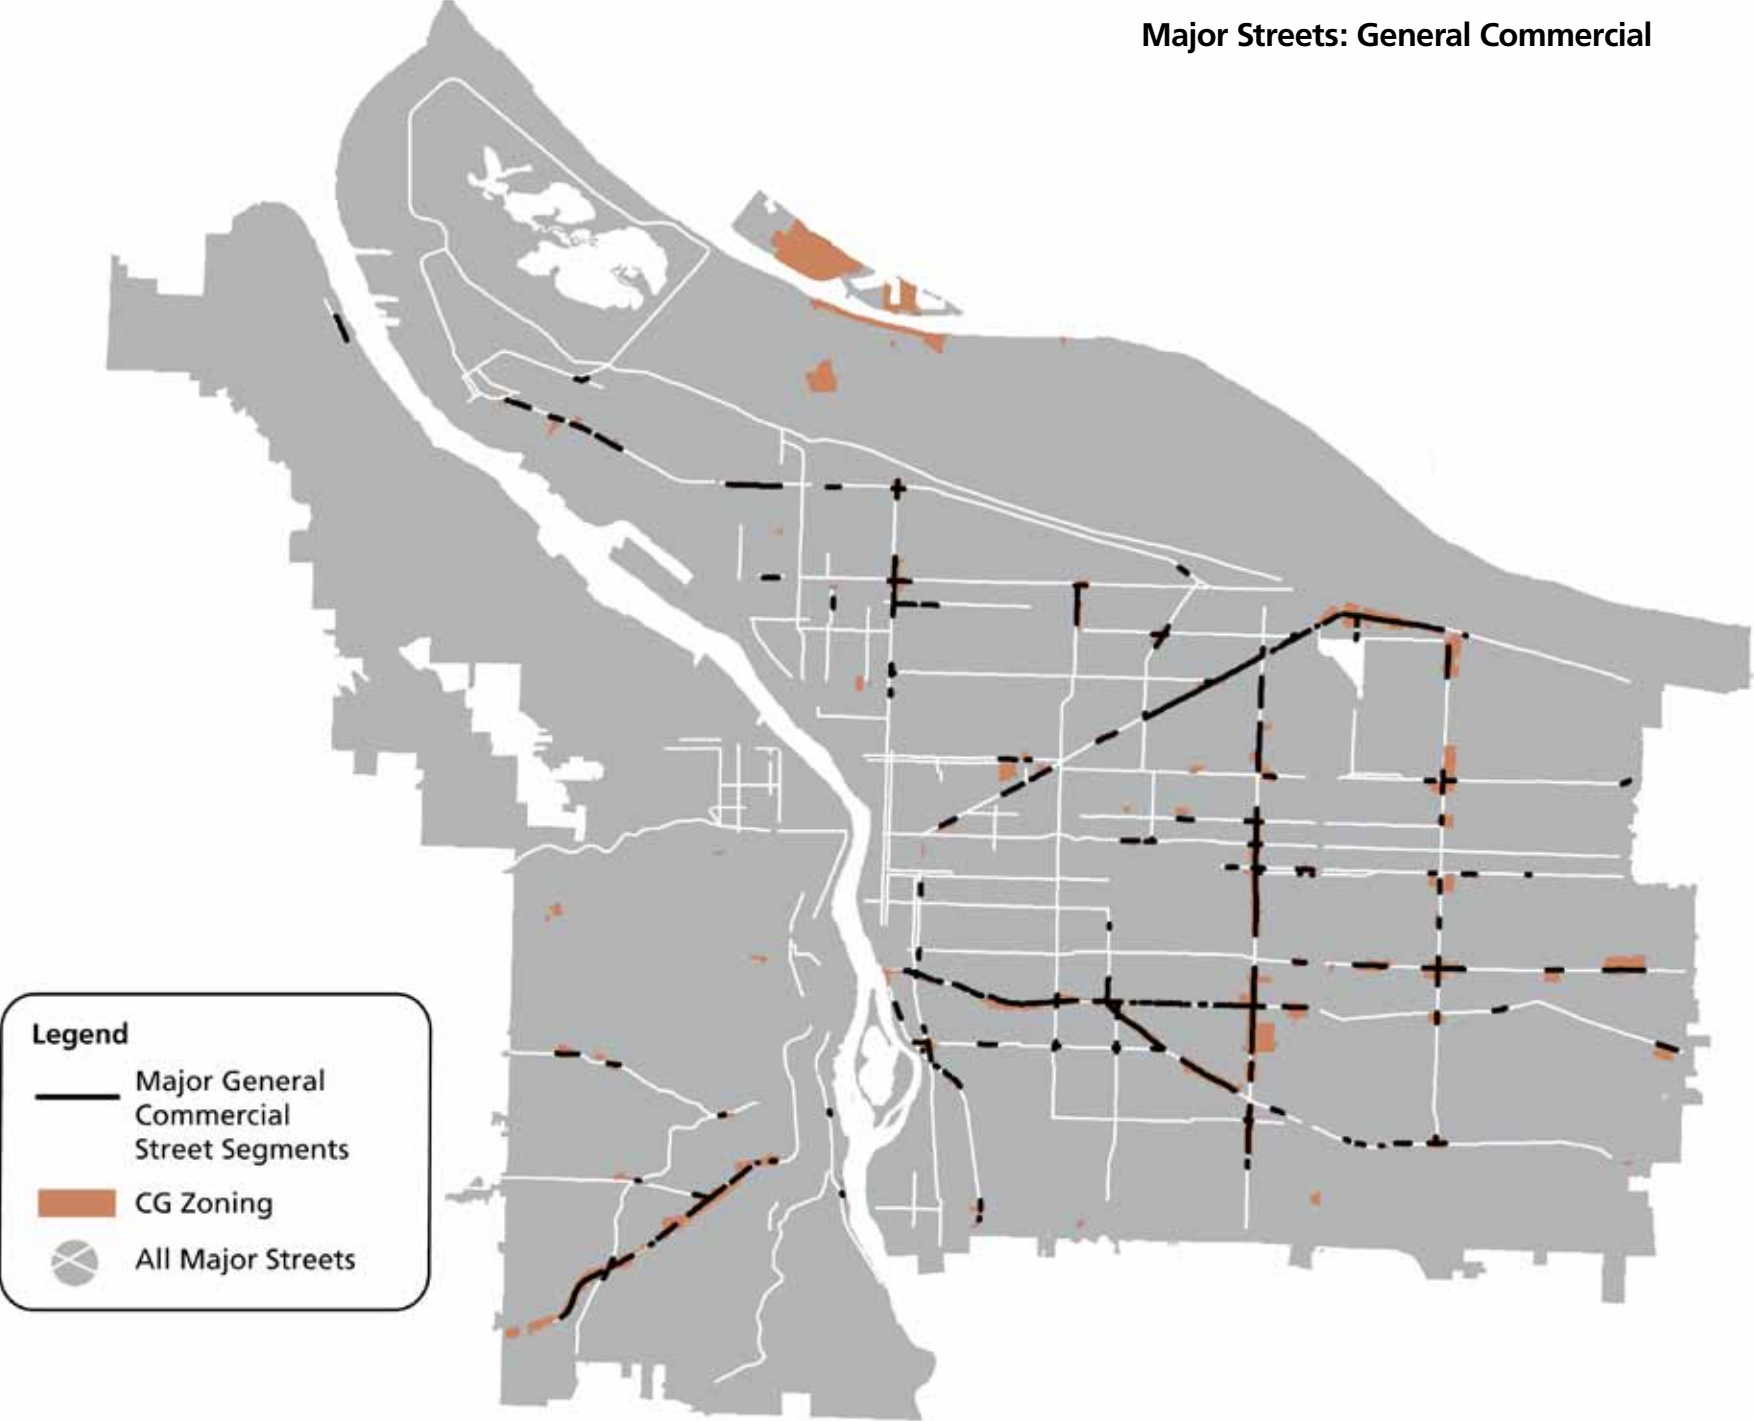 Major Streets: General Commercial
Legend
Major General
Commercial
Street Segments
CG Zoning
All Major Streets